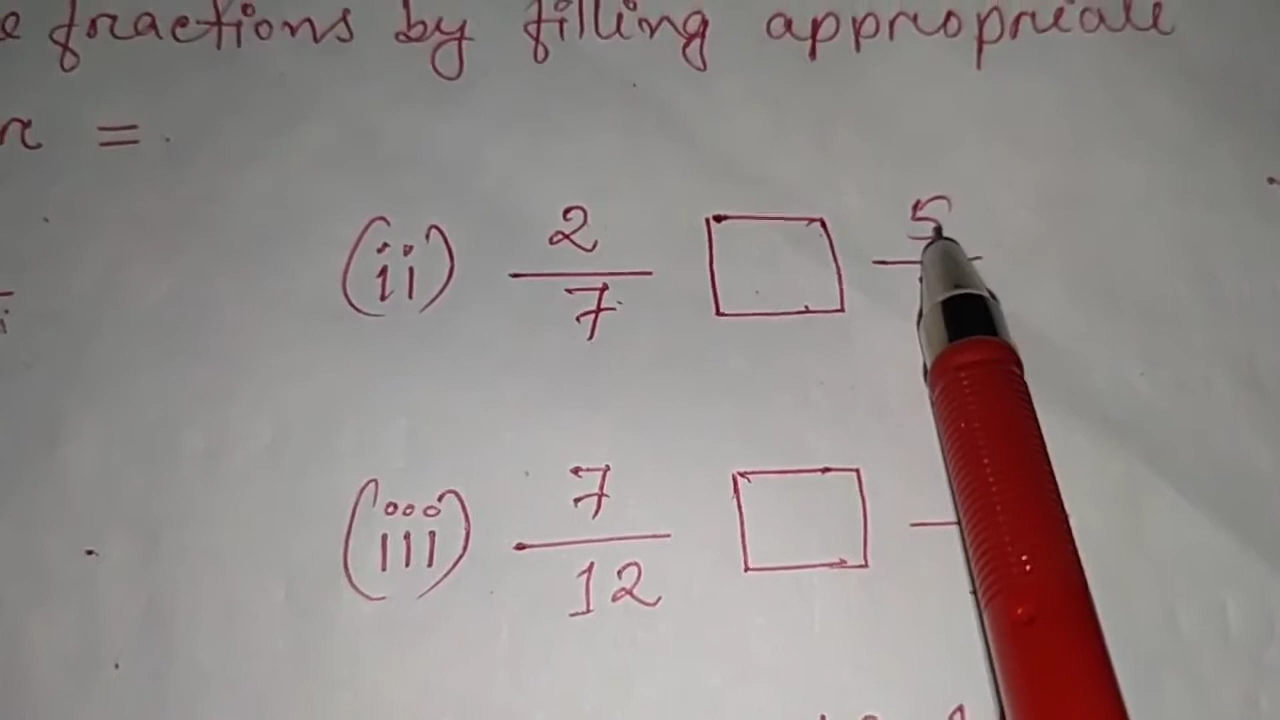 fractions by filling appropriate
=
(ii) 2/7 □ 5/
(iii) 7/12 □